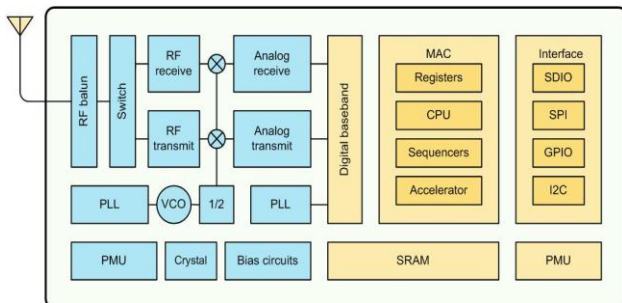 RF balun
Switch
RF
receive
Analog
receive
RF
transmit
Analog
transmit
PLL
VCO
1/2
PLL
Digital baseband
MAC
Registers
CPU
Sequencers
Accelerator
Interface
SDIO
SPI
GPIO
I2C
PMU
Crystal
Bias circuits
SRAM
PMU